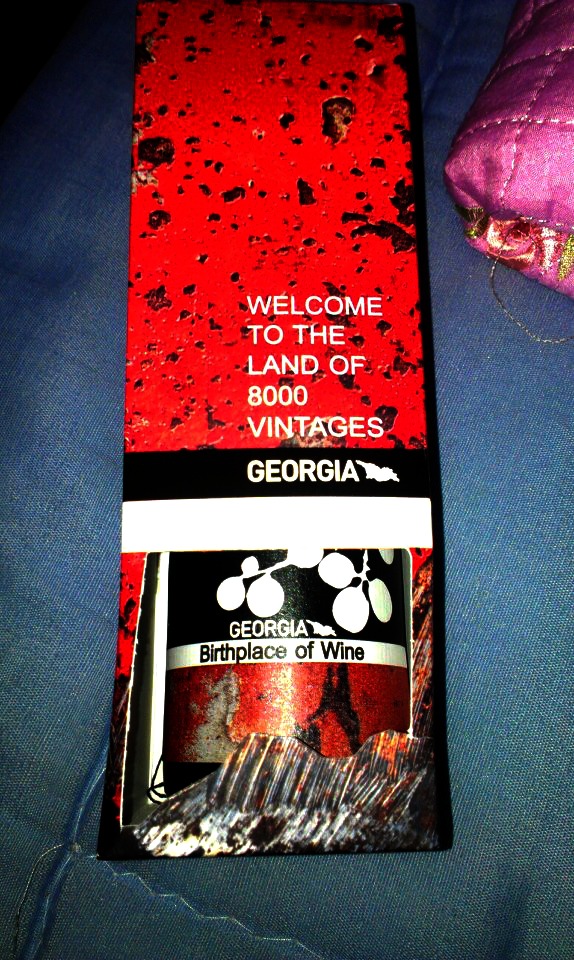 WELCOME
TO THE
LAND OF
8000
VINTAGES
GEORGIA
GEORGIA
Birthplace of Wine